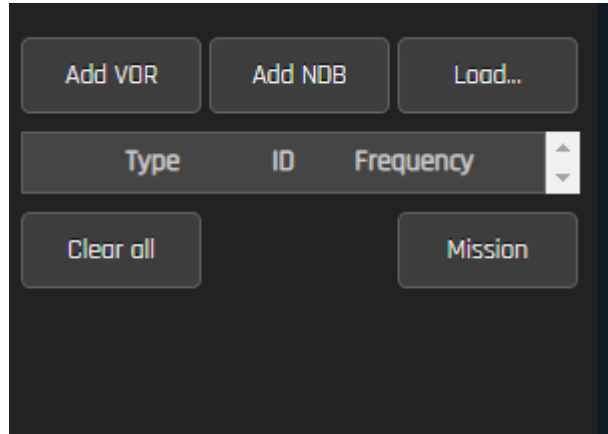 Add VOR Add NDB Load...
Type ID Frequency
Clear all Mission